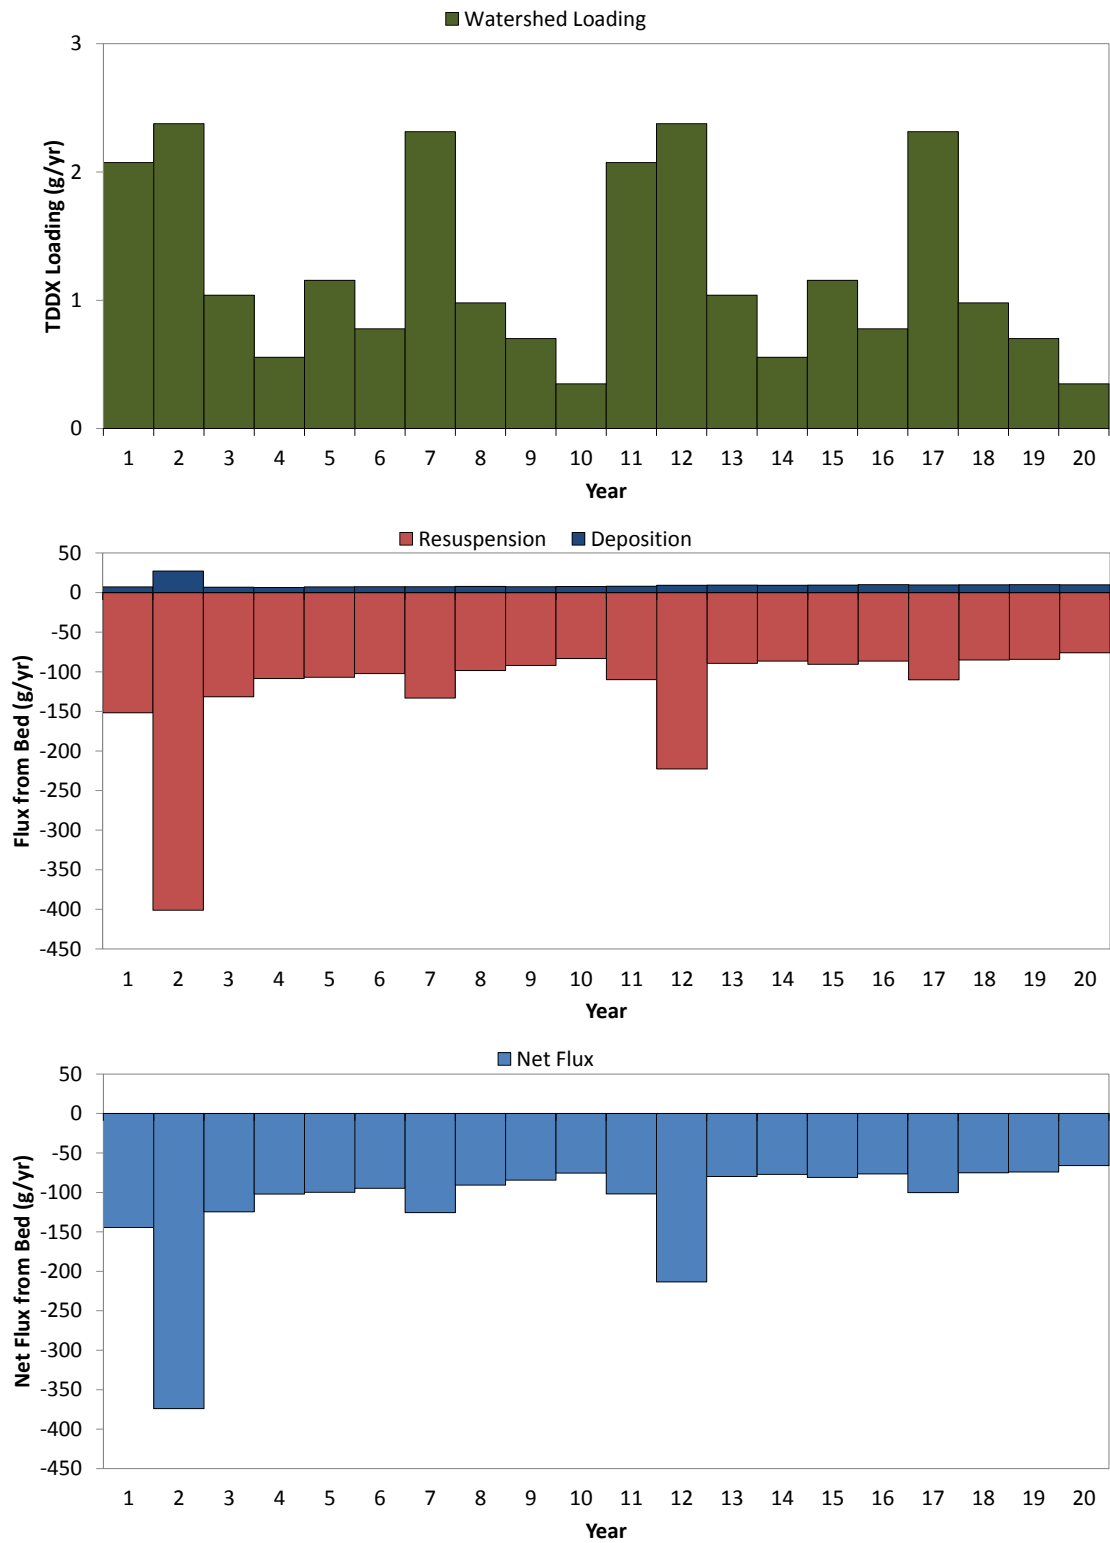 Watershed Loading
TDDX Loading (g/yr)
3
2
1
0
1 2 3 4 5 6 7 8 9 10 11 12 13 14 15 16 17 18 19 20
Year
Resuspension Deposition
Flux from Bed (g/yr)
50
0
-50
-100
-150
-200
-250
-300
-350
-400
-450
1 2 3 4 5 6 7 8 9 10 11 12 13 14 15 16 17 18 19 20
Year
Net Flux
Net Flux from Bed (g/yr)
50
0
-50
-100
-150
-200
-250
-300
-350
-400
-450
1 2 3 4 5 6 7 8 9 10 11 12 13 14 15 16 17 18 19 20
Year